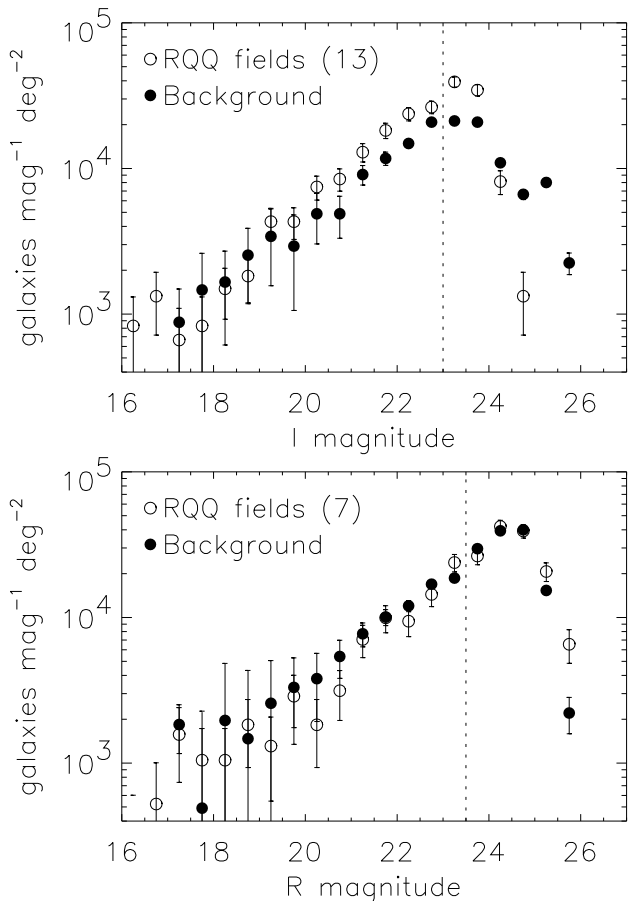 10^5
galaxies mag^-1 deg^-2
RQQ fields (13)
Background
10^4
10^3
16 18 20 22 24 26
I magnitude
10^5
galaxies mag^-1 deg^-2
RQQ fields (7)
Background
10^4
10^3
16 18 20 22 24 26
R magnitude